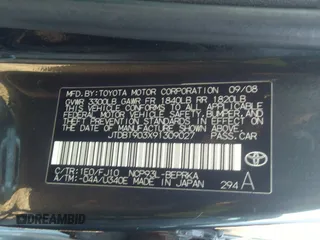 MFD.BY:TOYOTA MOTOR CORPORATION 09/08
GVWR 3300LB GAWR FR 1840LB RR 1820LB
THIS VEHICLE CONFORMS TO ALL APPLICABLE
FEDERAL MOTOR VEHICLE SAFETY, BUMPER, AND
THEFT PREVENTION STANDARDS IN EFFECT ON
THE DATE OF MANUFACTURE SHOWN ABOVE.
JTDBT903X91309027 PASS.CAR
C/TR:1E0/FJ10 NCP93L-BEPRKA
A/TM:-04A/U340E MADE IN JAPAN 294 A
TOYOTA
DREAMBID